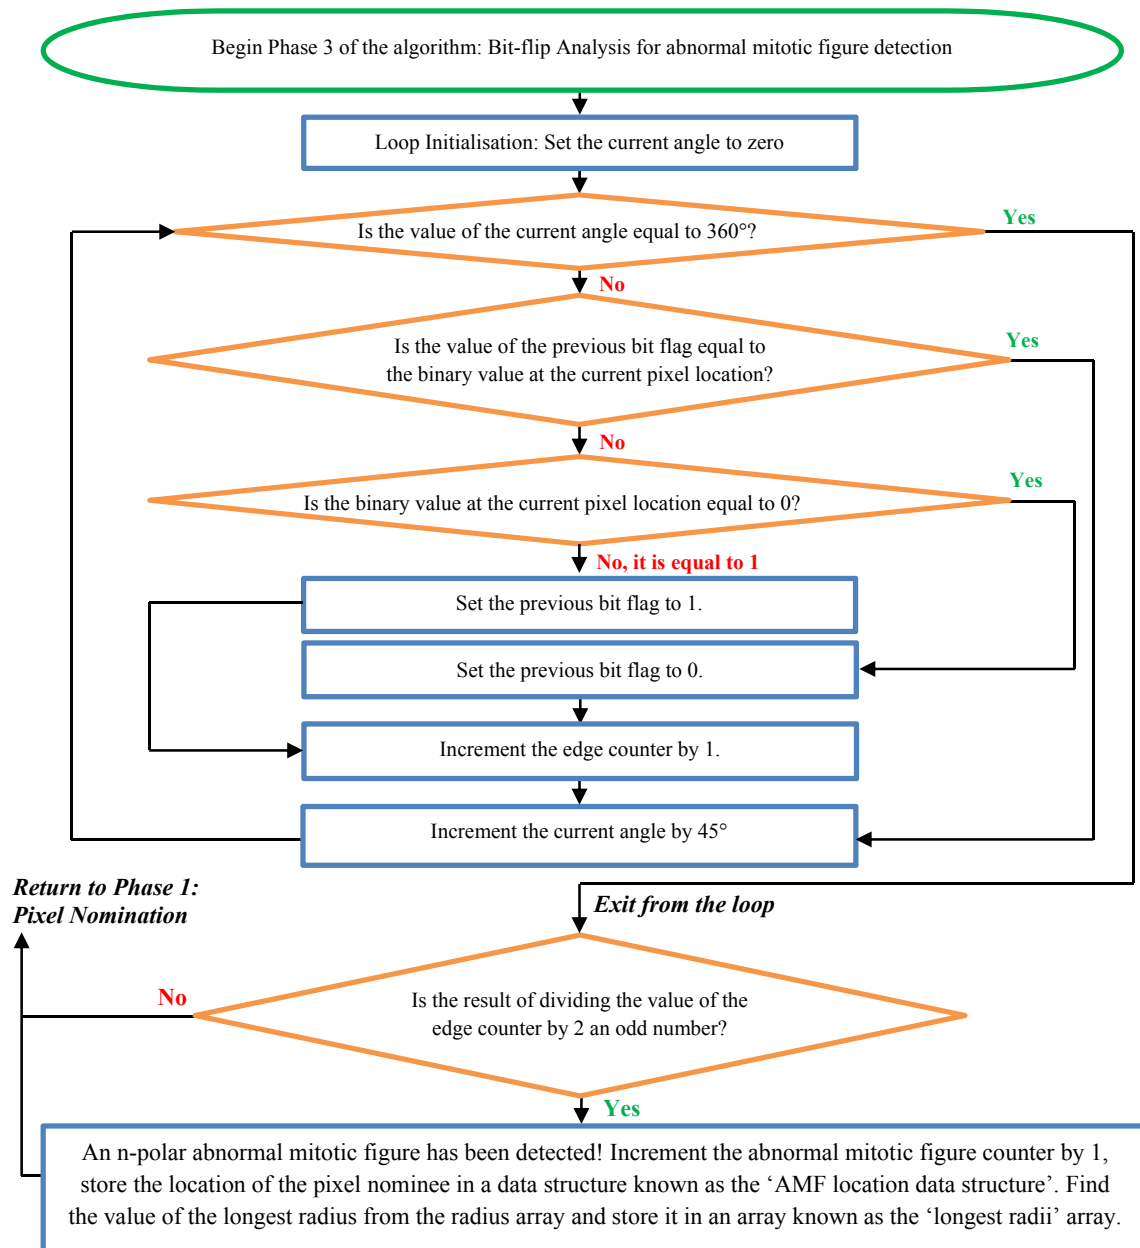 Begin Phase 3 of the algorithm: Bit-flip Analysis for abnormal mitotic figure detection
Loop Initialisation: Set the current angle to zero
Is the value of the current angle equal to 360°?
Yes
No
Is the value of the previous bit flag equal to
the binary value at the current pixel location?
Yes
No
Is the binary value at the current pixel location equal to 0?
Yes
No, it is equal to 1
Set the previous bit flag to 1.
Set the previous bit flag to 0.
Increment the edge counter by 1.
Increment the current angle by 45°
Return to Phase 1:
Pixel Nomination
Exit from the loop
No
Is the result of dividing the value of the
edge counter by 2 an odd number?
Yes
An n-polar abnormal mitotic figure has been detected! Increment the abnormal mitotic figure counter by 1,
store the location of the pixel nominee in a data structure known as the ‘AMF location data structure’. Find
the value of the longest radius from the radius array and store it in an array known as the ‘longest radii’ array.